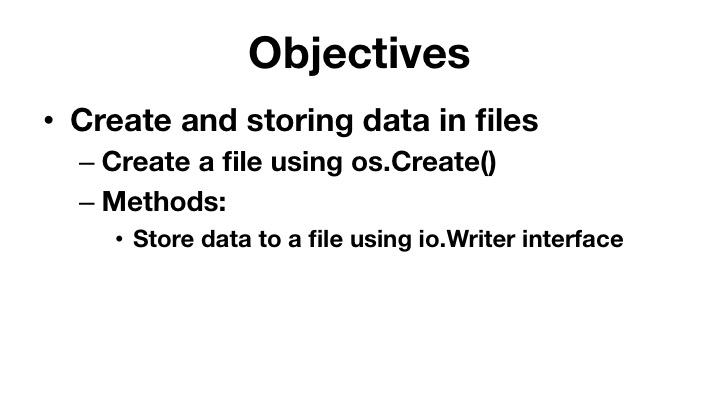 Objectives
• Create and storing data in files
– Create a file using os.Create()
– Methods:
• Store data to a file using io.Writer interface